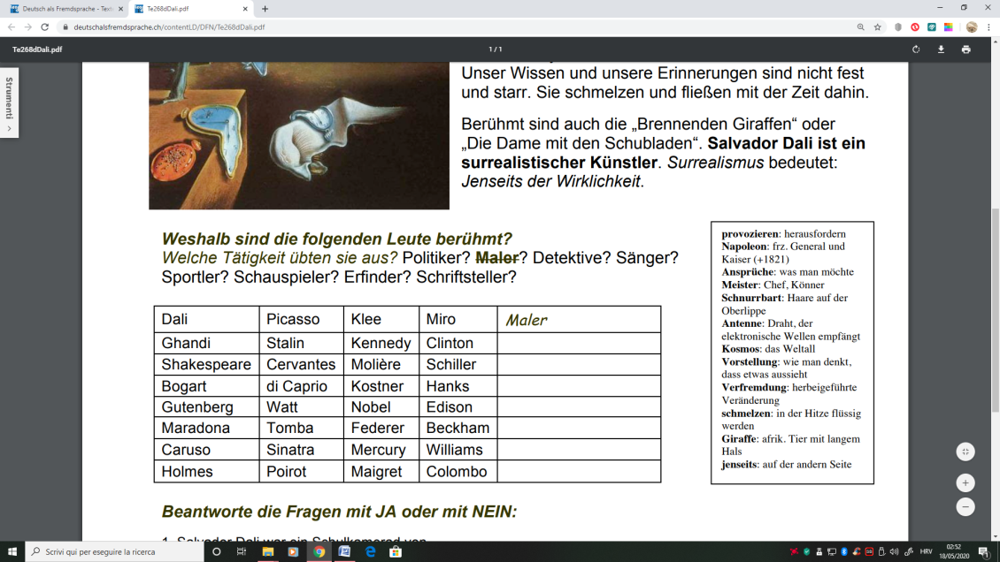 Deutsch als Fremdsprache - Texte
Te268dDali.pdf
deutschalsfremdsprache.ch/contentLD/DFN/Te268dDali.pdf
Te268dDali.pdf
1 / 1
Strumenti
Unser Wissen und unsere Erinnerungen sind nicht fest
und starr. Sie schmelzen und fließen mit der Zeit dahin.
Berühmt sind auch die „Brennenden Giraffen“ oder
„Die Dame mit den Schubladen“. Salvador Dali ist ein
surrealistischer Künstler. Surrealismus bedeutet:
Jenseits der Wirklichkeit.
Weshalb sind die folgenden Leute berühmt?
Welche Tätigkeit übten sie aus? Politiker? Maler? Detektive? Sänger?
Sportler? Schauspieler? Erfinder? Schriftsteller?
Dali Picasso Klee Miro Maler
Ghandi Stalin Kennedy Clinton
Shakespeare Cervantes Molière Schiller
Bogart di Caprio Kostner Hanks
Gutenberg Watt Nobel Edison
Maradona Tomba Federer Beckham
Caruso Sinatra Mercury Williams
Holmes Poirot Maigret Colombo
provozieren: herausfordern
Napoleon: frz. General und
Kaiser (+1821)
Ansprüche: was man möchte
Meister: Chef, Könner
Schnurrbart: Haare auf der
Oberlippe
Antenne: Draht, der
elektronische Wellen empfängt
Kosmos: das Weltall
Vorstellung: wie man denkt,
dass etwas aussieht
Verfremdung: herbeigeführte
Veränderung
schmelzen: in der Hitze flüssig
werden
Giraffe: afrik. Tier mit langem
Hals
jenseits: auf der andern Seite
Beantworte die Fragen mit JA oder mit NEIN:
1. Salvador Dali war ein Schulkamerad von
Scrivi qui per eseguire la ricerca
HRV
02:52
18/05/2020